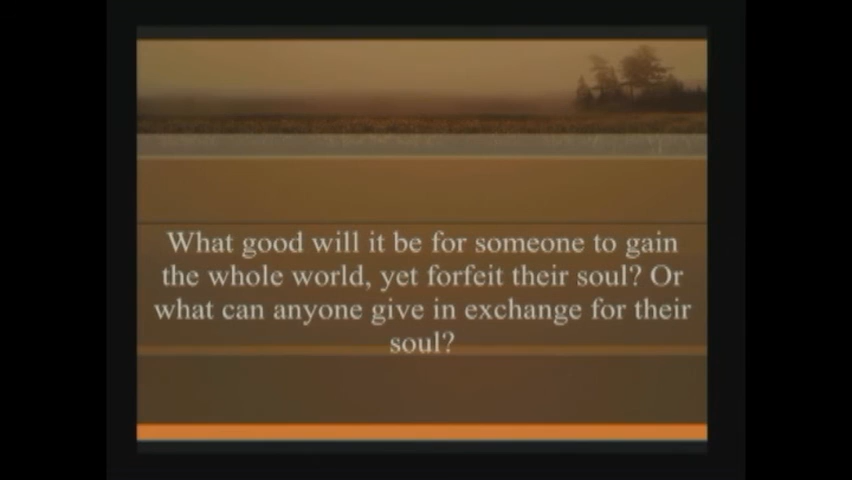 What good will it be for someone to gain
the whole world, yet forfeit their soul? Or
what can anyone give in exchange for their
soul?